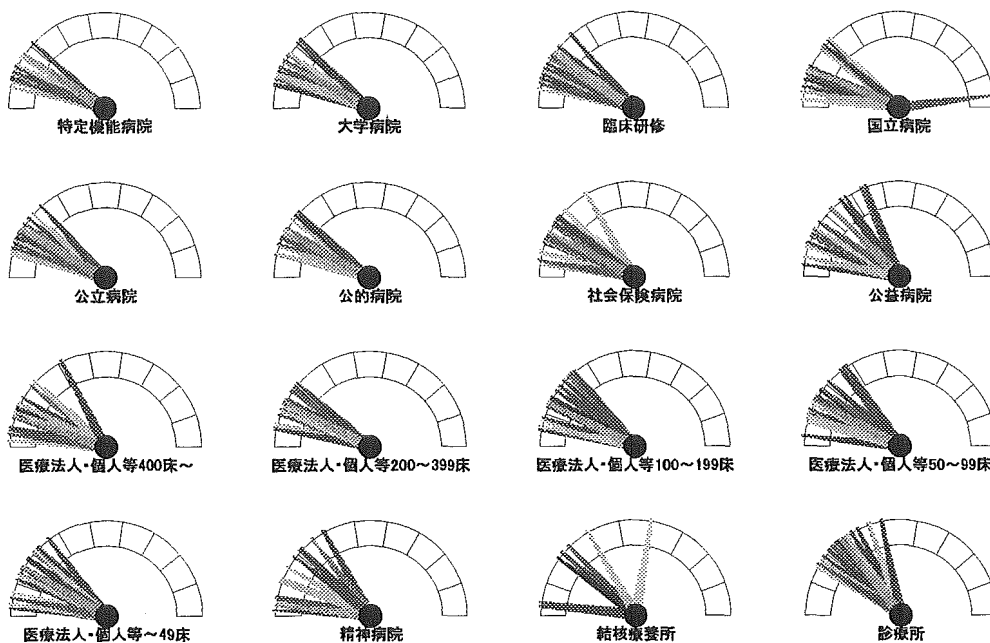 特定機能病院
大学病院
臨床研修
国立病院
公立病院
公的病院
社会保険病院
公益病院
医療法人・個人等400床～
医療法人・個人等200～399床
医療法人・個人等100～199床
医療法人・個人等50～99床
医療法人・個人等～49床
精神病院
結核療養所
診療所